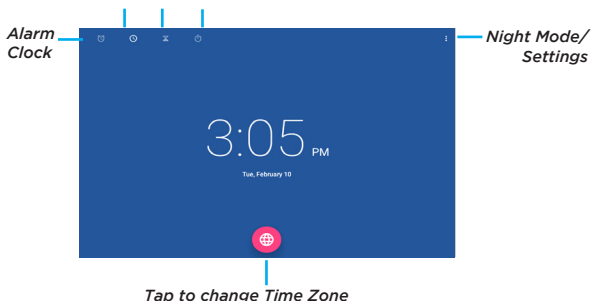 Alarm
Clock
Night Mode/
Settings
3:05 PM
Tue, February 10
Tap to change Time Zone